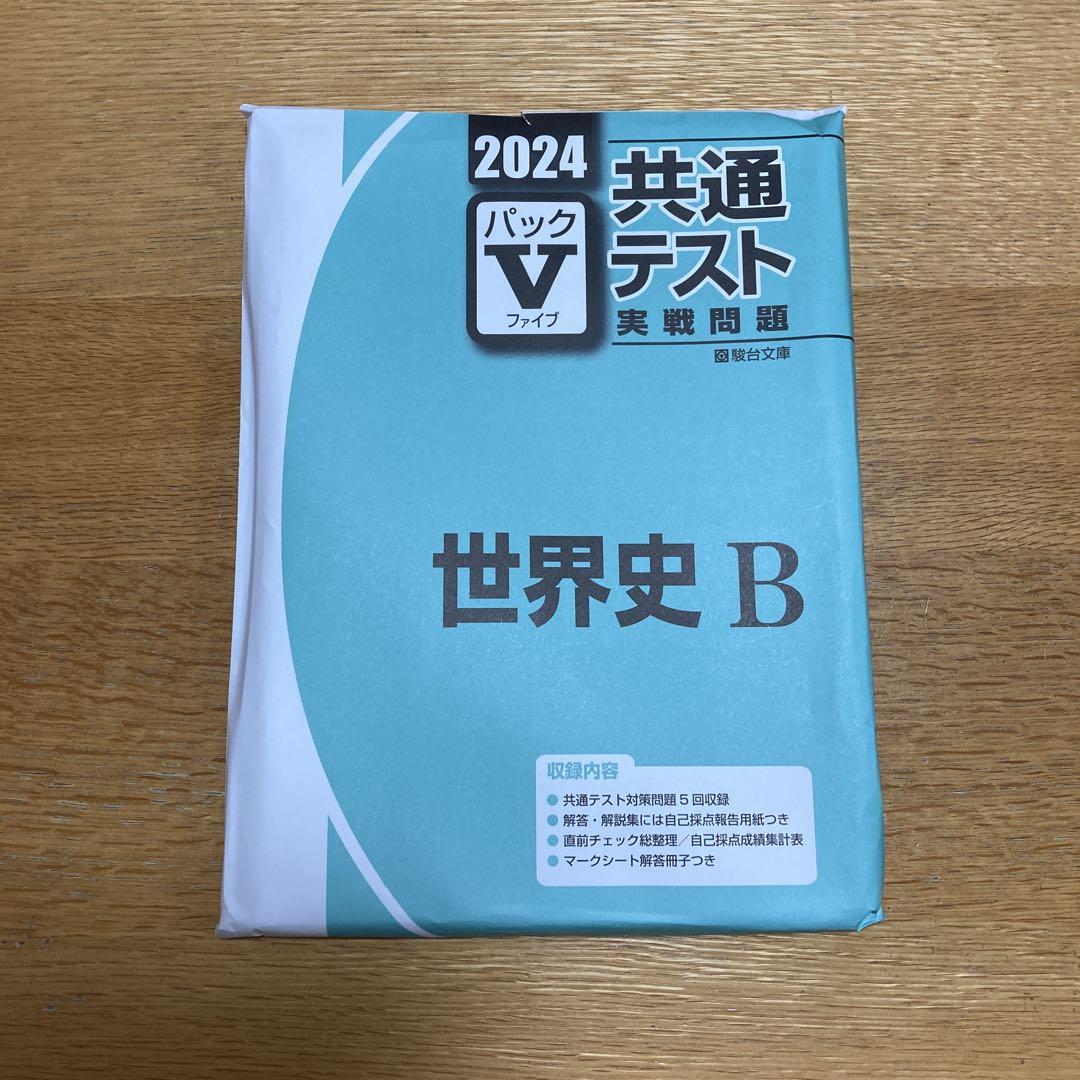 2024
パック
V
ファイブ
共通
テスト
実戦問題
駿台文庫
世界史 B
収録内容
● 共通テスト対策問題5回収録
● 解答・解説集には自己採点報告用紙つき
● 直前チェック総整理／自己採点成績集計表
● マークシート解答冊子つき